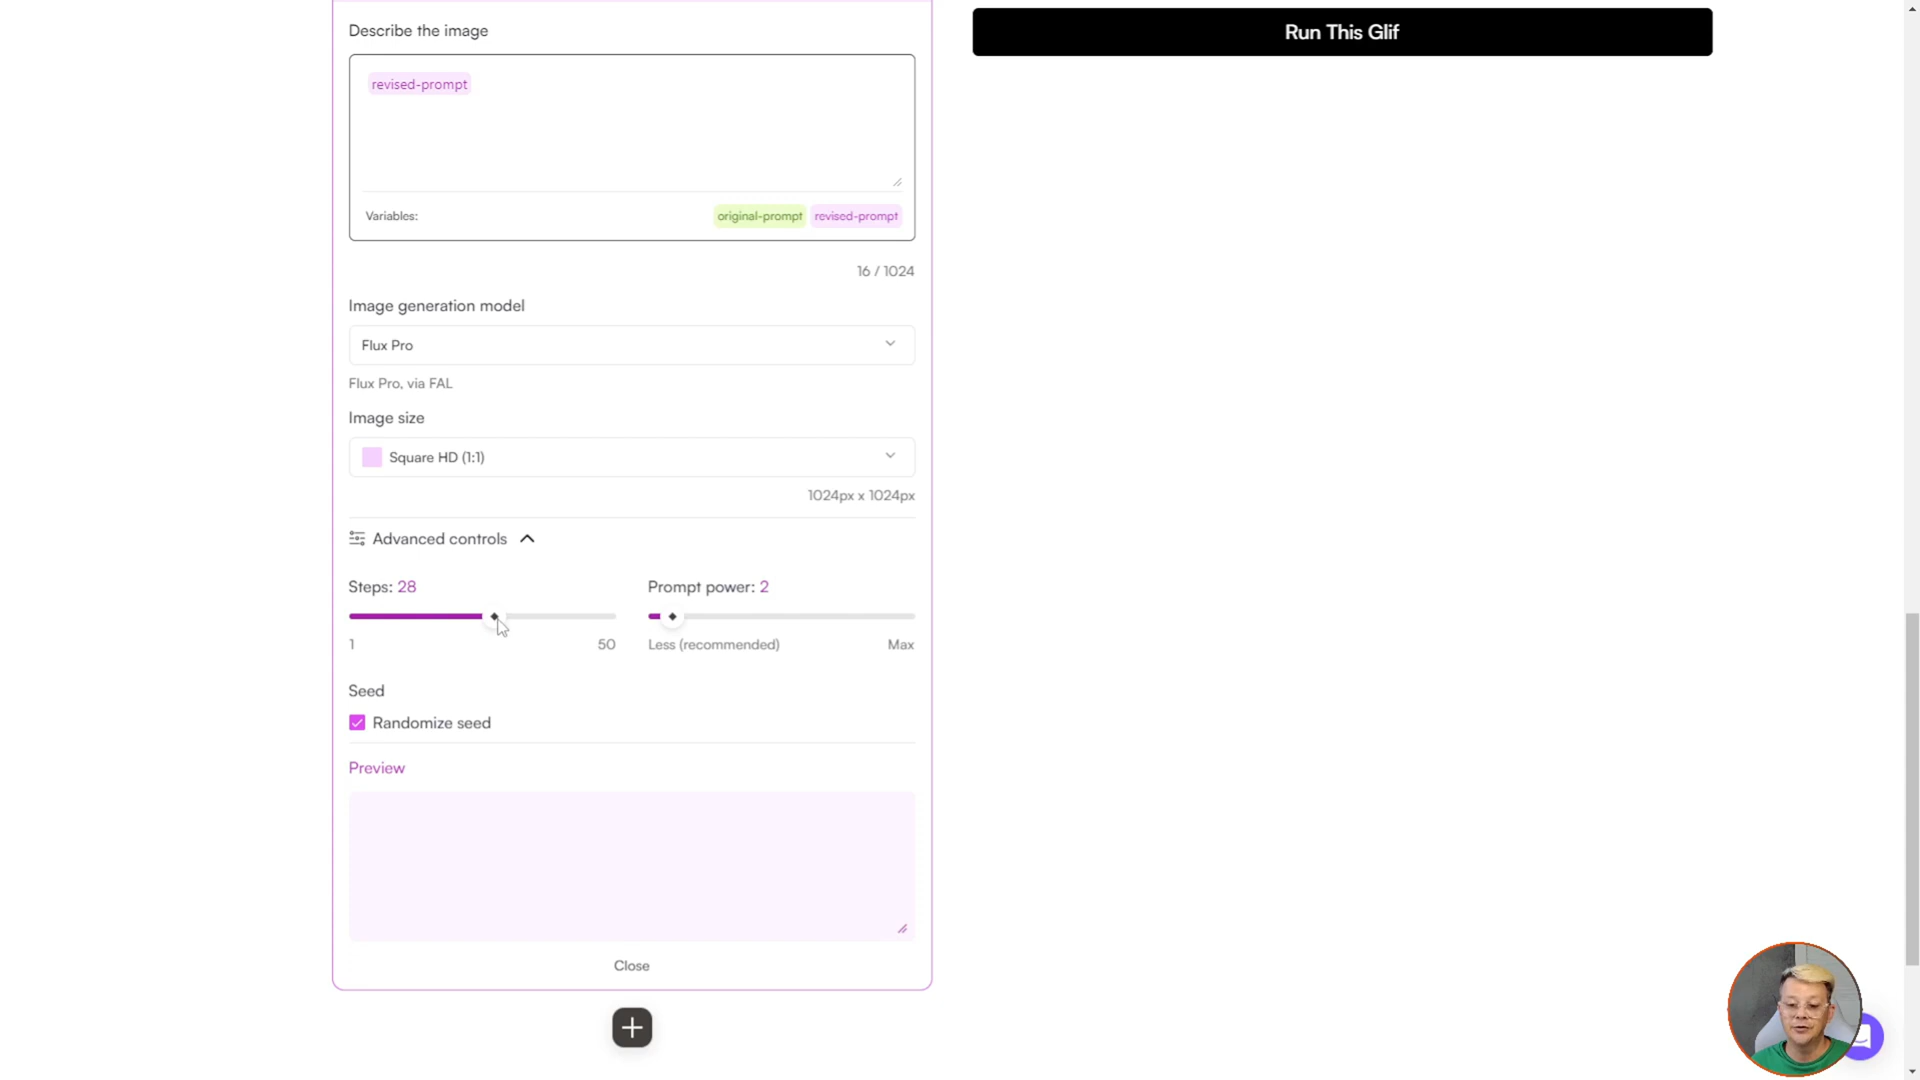 Describe the image
Run This Glif
revised-prompt
Variables:
original-prompt revised-prompt
16 / 1024
Image generation model
Flux Pro
Flux Pro, via FAL
Image size
Square HD (1:1)
1024px x 1024px
Advanced controls
Steps: 28
Prompt power: 2
1
50
Less (recommended)
Max
Seed
Randomize seed
Preview
Close